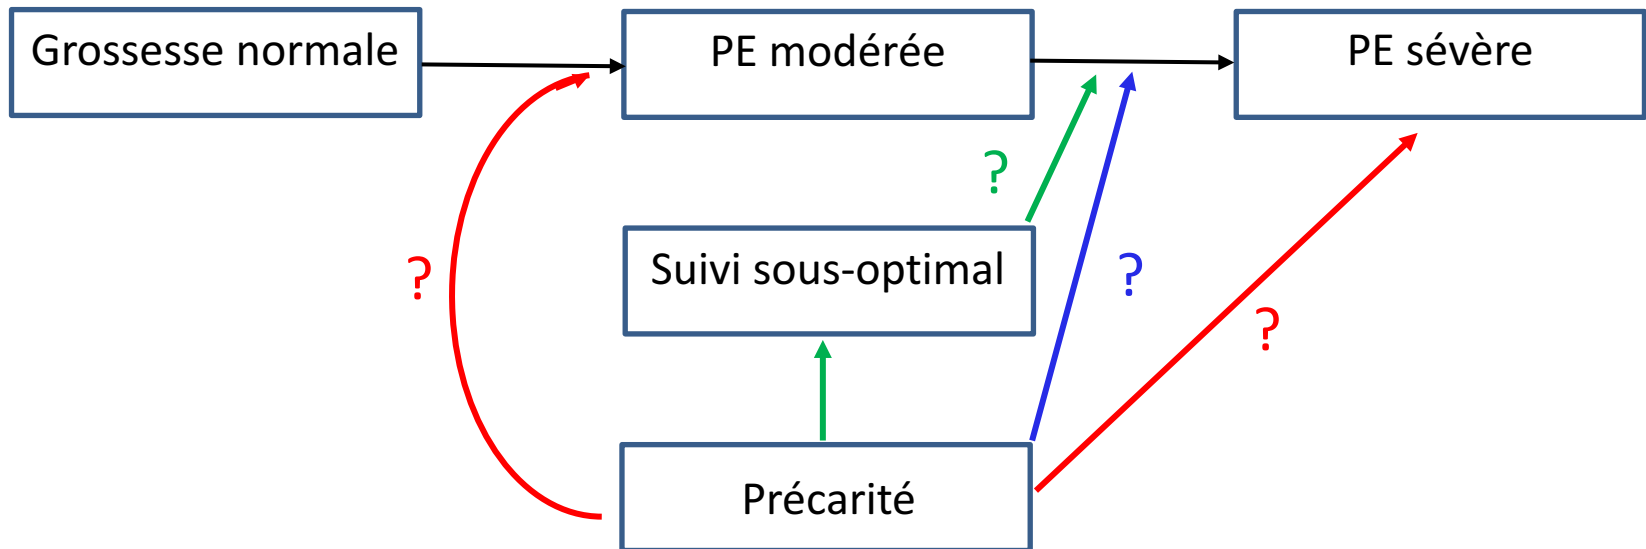 Grossesse normale
PE modérée
PE sévère
?
Suivi sous-optimal
?
?
?
Précarité